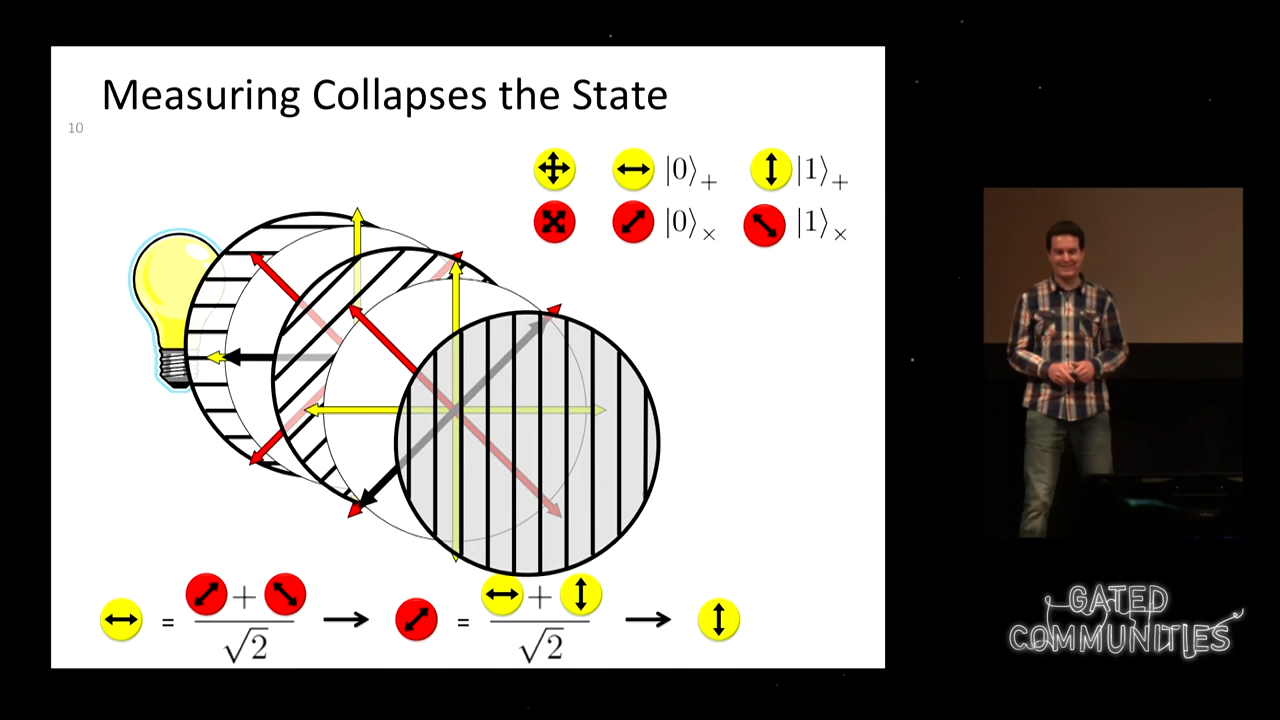 Measuring Collapses the State
10
|0⟩₊ |1⟩₊
|0⟩ₓ |1⟩ₓ
= + / √2 → = + / √2 →
GATED
COMMUNITIES